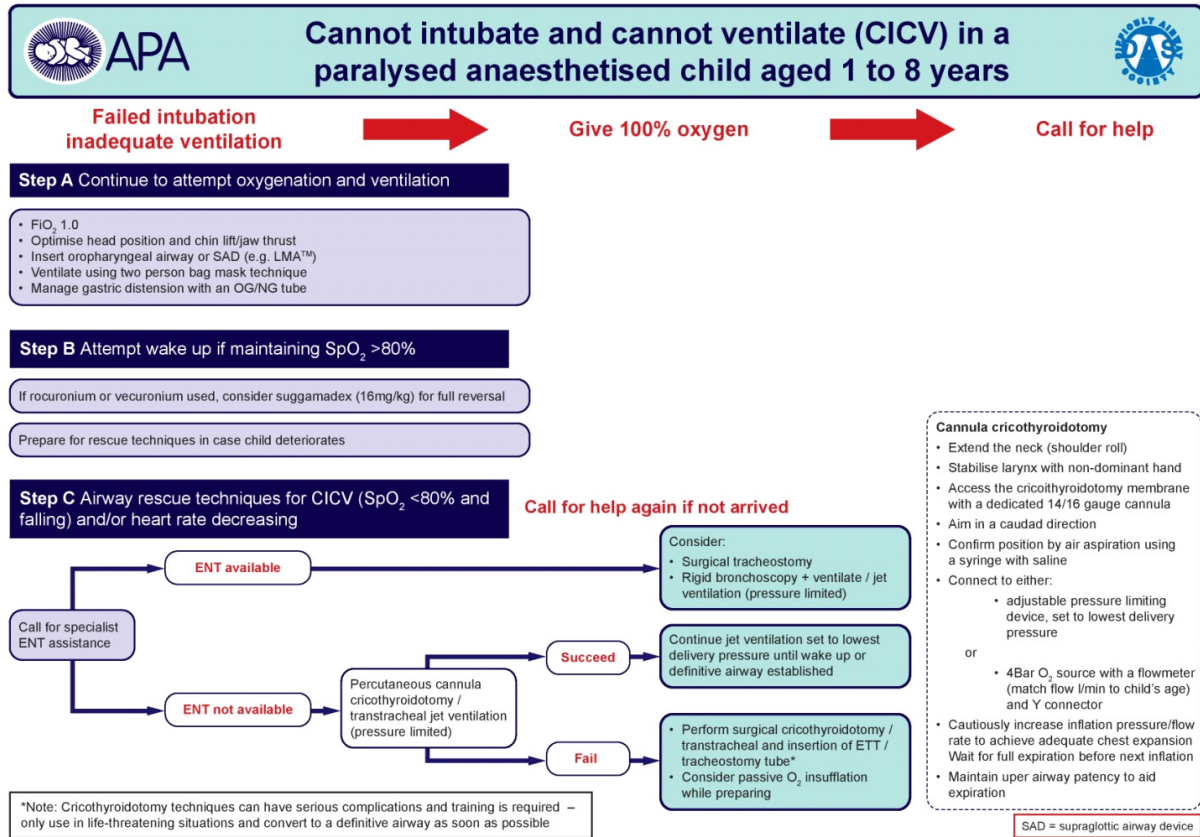 APA
Cannot intubate and cannot ventilate (CICV) in a
paralysed anaesthetised child aged 1 to 8 years
DIFFICULT AIRWAY
DAS
SOCIETY
Failed intubation
inadequate ventilation
Give 100% oxygen
Call for help
Step A Continue to attempt oxygenation and ventilation
• FiO₂ 1.0
• Optimise head position and chin lift/jaw thrust
• Insert oropharyngeal airway or SAD (e.g. LMA™)
• Ventilate using two person bag mask technique
• Manage gastric distension with an OG/NG tube
Step B Attempt wake up if maintaining SpO₂ >80%
If rocuronium or vecuronium used, consider suggamadex (16mg/kg) for full reversal
Prepare for rescue techniques in case child deteriorates
Step C Airway rescue techniques for CICV (SpO₂ <80% and
falling) and/or heart rate decreasing
Call for help again if not arrived
Call for specialist
ENT assistance
ENT available
Consider:
• Surgical tracheostomy
• Rigid bronchoscopy + ventilate / jet
ventilation (pressure limited)
ENT not available
Percutaneous cannula
cricothyroidotomy /
transtracheal jet ventilation
(pressure limited)
Succeed
Continue jet ventilation set to lowest
delivery pressure until wake up or
definitive airway established
Fail
• Perform surgical cricothyroidotomy /
transtracheal and insertion of ETT /
tracheostomy tube*
• Consider passive O₂ insufflation
while preparing
Cannula cricothyroidotomy
• Extend the neck (shoulder roll)
• Stabilise larynx with non-dominant hand
• Access the cricoithyroidotomy membrane
with a dedicated 14/16 gauge cannula
• Aim in a caudad direction
• Confirm position by air aspiration using
a syringe with saline
• Connect to either:
• adjustable pressure limiting
device, set to lowest delivery
pressure
or
• 4Bar O₂ source with a flowmeter
(match flow l/min to child's age)
and Y connector
• Cautiously increase inflation pressure/flow
rate to achieve adequate chest expansion
Wait for full expiration before next inflation
• Maintain uper airway patency to aid
expiration
*Note: Cricothyroidotomy techniques can have serious complications and training is required –
only use in life-threatening situations and convert to a definitive airway as soon as possible
SAD = supraglottic airway device